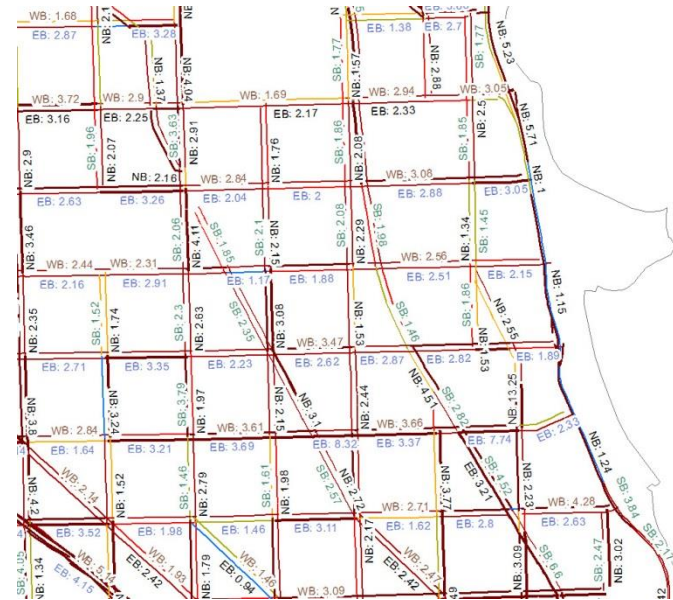 WB: 1.68
EB: 2.87
EB: 3.28
EB: 1.38
EB: 2.7
SB: 1.77
SB: 1.77
NB: 5.23
NB: 1.37
NB: 4.04
NB: 1.57
NB: 2.88
WB: 3.72
WB: 2.9
WB: 1.69
WB: 2.94
WB: 3.05
EB: 3.16
EB: 2.25
EB: 2.17
EB: 2.33
NB: 2.5
NB: 5.71
SB: 1.96
NB: 2.07
SB: 3.63
NB: 2.91
NB: 1.79
SB: 1.86
NB: 2.08
SB: 1.85
NB: 2.9
NB: 2.16
WB: 2.84
WB: 3.08
NB: 1
EB: 2.63
EB: 3.26
EB: 2.04
EB: 2
EB: 2.88
EB: 3.05
NB: 3.46
SB: 2.06
NB: 4.11
SB: 1.85
SB: 2.1
NB: 2.15
SB: 2.08
NB: 2.29
SB: 1.98
NB: 1.34
SB: 1.45
WB: 2.44
WB: 2.31
WB: 2.56
EB: 2.16
EB: 2.91
EB: 1.17
EB: 1.88
EB: 2.51
EB: 2.15
NB: 1.15
NB: 2.35
SB: 1.52
NB: 1.74
SB: 2.3
NB: 2.63
SB: 2.35
NB: 3.08
NB: 1.53
SB: 1.46
SB: 1.86
NB: 2.55
NB: 1.53
WB: 3.47
EB: 2.71
EB: 3.35
EB: 2.23
EB: 2.62
EB: 2.87
EB: 2.82
EB: 1.89
NB: 3.8
NB: 3.24
SB: 3.79
NB: 1.97
NB: 2.15
NB: 3.1
NB: 2.44
NB: 4.51
SB: 2.82
NB: 13.25
WB: 2.84
WB: 3.61
WB: 3.66
EB: 1.64
EB: 3.21
EB: 3.69
EB: 8.32
EB: 3.37
EB: 7.74
EB: 2.33
NB: 1.24
NB: 4.2
WB: 2.14
NB: 1.52
SB: 1.46
NB: 2.79
SB: 1.61
NB: 1.98
SB: 2.57
NB: 2.72
NB: 3.77
EB: 3.21
SB: 4.52
NB: 2.23
WB: 2.71
WB: 4.28
SB: 3.84
EB: 3.52
EB: 1.98
EB: 1.46
EB: 3.11
EB: 1.62
EB: 2.8
EB: 2.63
SB: 2.17
NB: 1.34
WB: 5.14
EB: 4.15
EB: 2.42
WB: 1.93
NB: 1.79
EB: 0.94
WB: 1.46
WB: 3.09
NB: 2.17
EB: 2.42
WB: 2.47
NB: 3.09
SB: 6.6
SB: 2.47
NB: 3.02